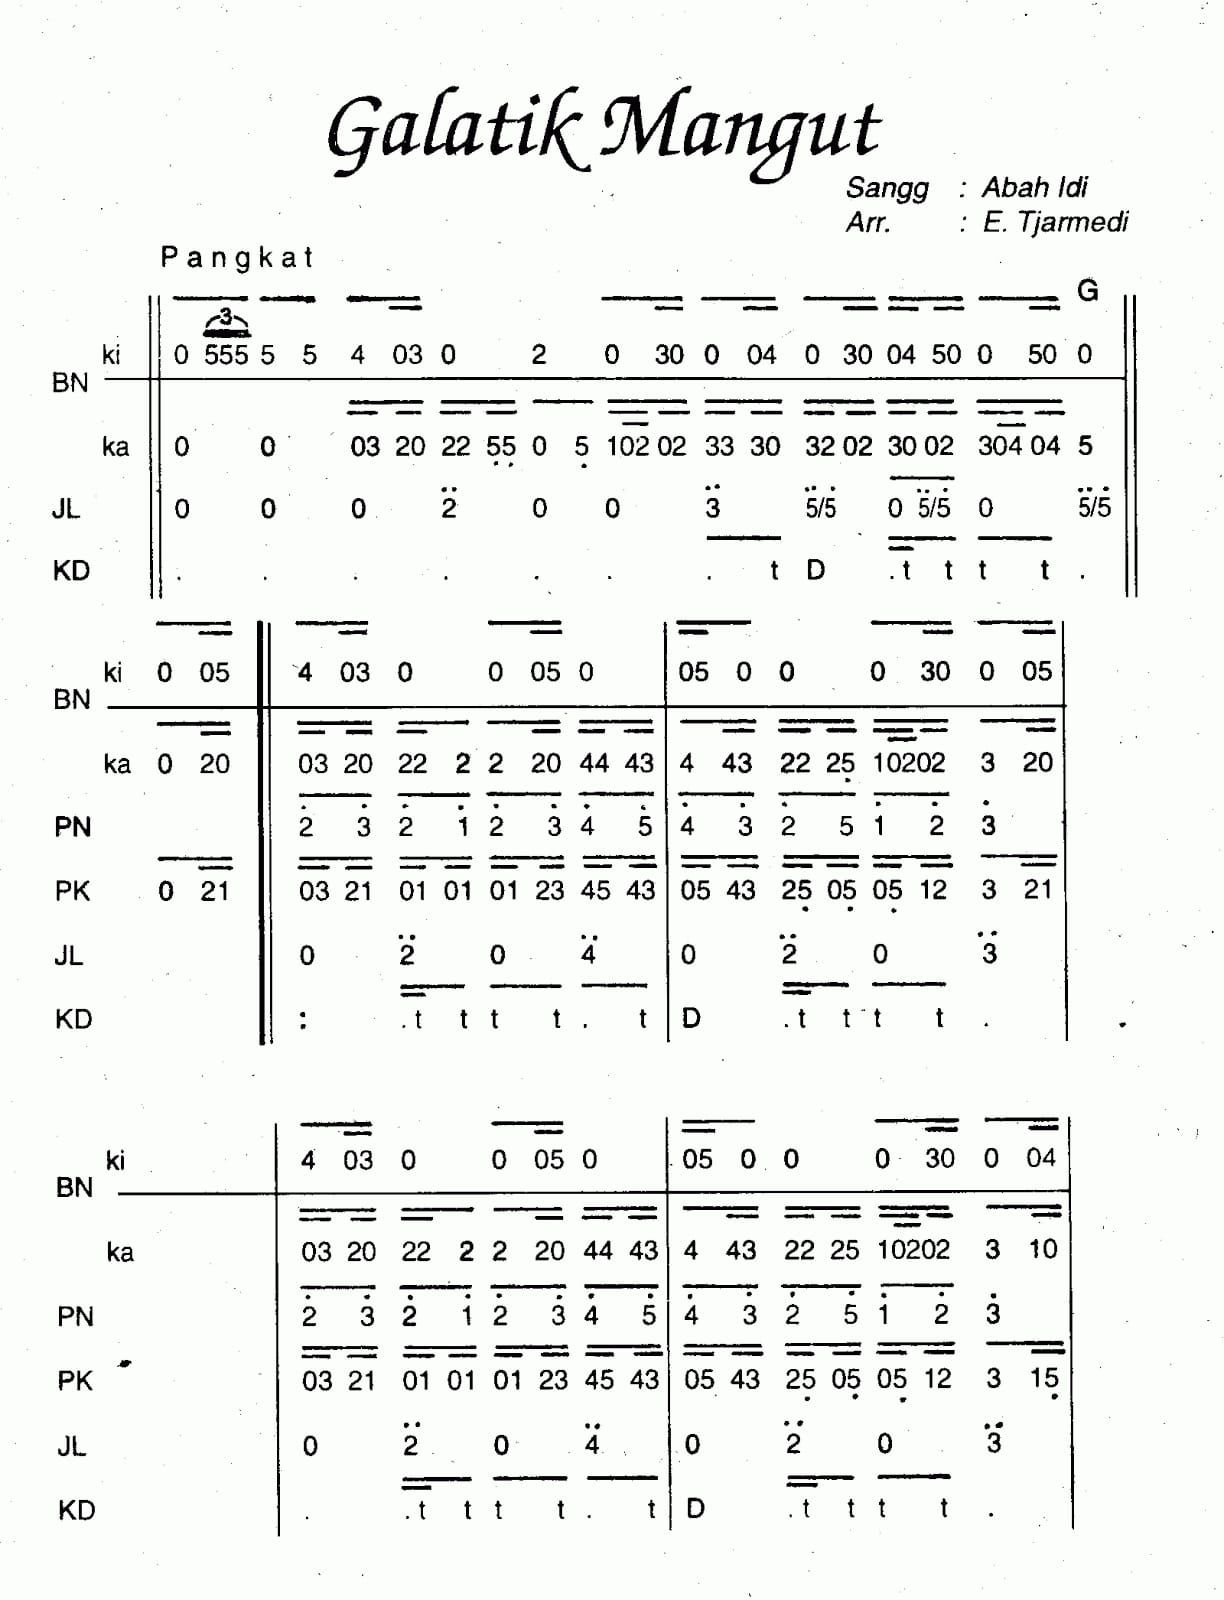 Galatik Mangut
Sangg : Abah Idi
Arr. : E. Tjarmedi
Pangkat
G
3
ki 0 555 5 5 4 03 0 2 0 30 0 04 0 30 04 50 0 50 0
BN
ka 0 0 03 20 22 55 0 5 102 02 33 30 32 02 30 02 304 04 5
JL 0 0 0 2 0 0 3 5/5 0 5/5 0 5/5
KD . . . . . . . t D .t t t t .
ki 0 05 4 03 0 0 05 0 05 0 0 0 30 0 05
BN
ka 0 20 03 20 22 2 2 20 44 43 4 43 22 25 10202 3 20
PN 2 3 2 1 2 3 4 5 4 3 2 5 1 2 3
PK 0 21 03 21 01 01 01 23 45 43 05 43 25 05 05 12 3 21
JL 0 2 0 4 0 2 0 3
KD : .t t t t . t D .t t t t .
ki 4 03 0 0 05 0 05 0 0 0 30 0 04
BN
ka 03 20 22 2 2 20 44 43 4 43 22 25 10202 3 10
PN 2 3 2 1 2 3 4 5 4 3 2 5 1 2 3
PK 03 21 01 01 01 23 45 43 05 43 25 05 05 12 3 15
JL 0 2 0 4 0 2 0 3
KD . .t t t t . t D .t t t t .